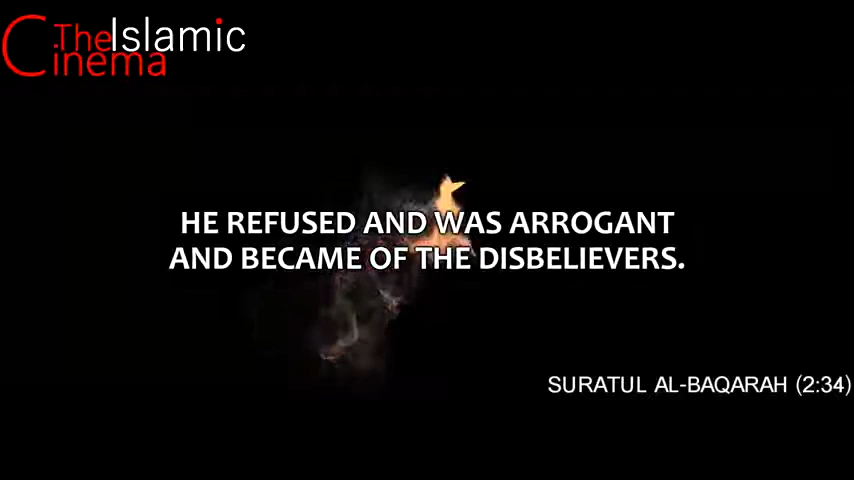 The Islamic
Cinema
HE REFUSED AND WAS ARROGANT
AND BECAME OF THE DISBELIEVERS.
SURATUL AL-BAQARAH (2:34)